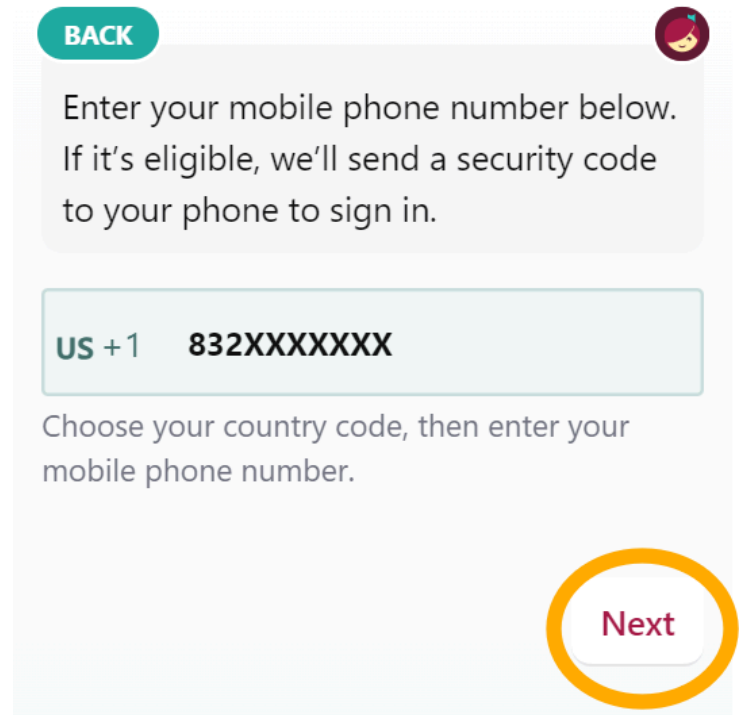 BACK
Enter your mobile phone number below.
If it’s eligible, we’ll send a security code
to your phone to sign in.
US +1 832XXXXXXX
Choose your country code, then enter your
mobile phone number.
Next